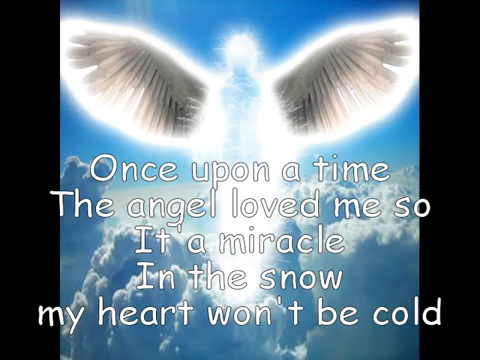 Once upon a time
The angel loved me so
It'a miracle
In the snow
my heart won't be cold